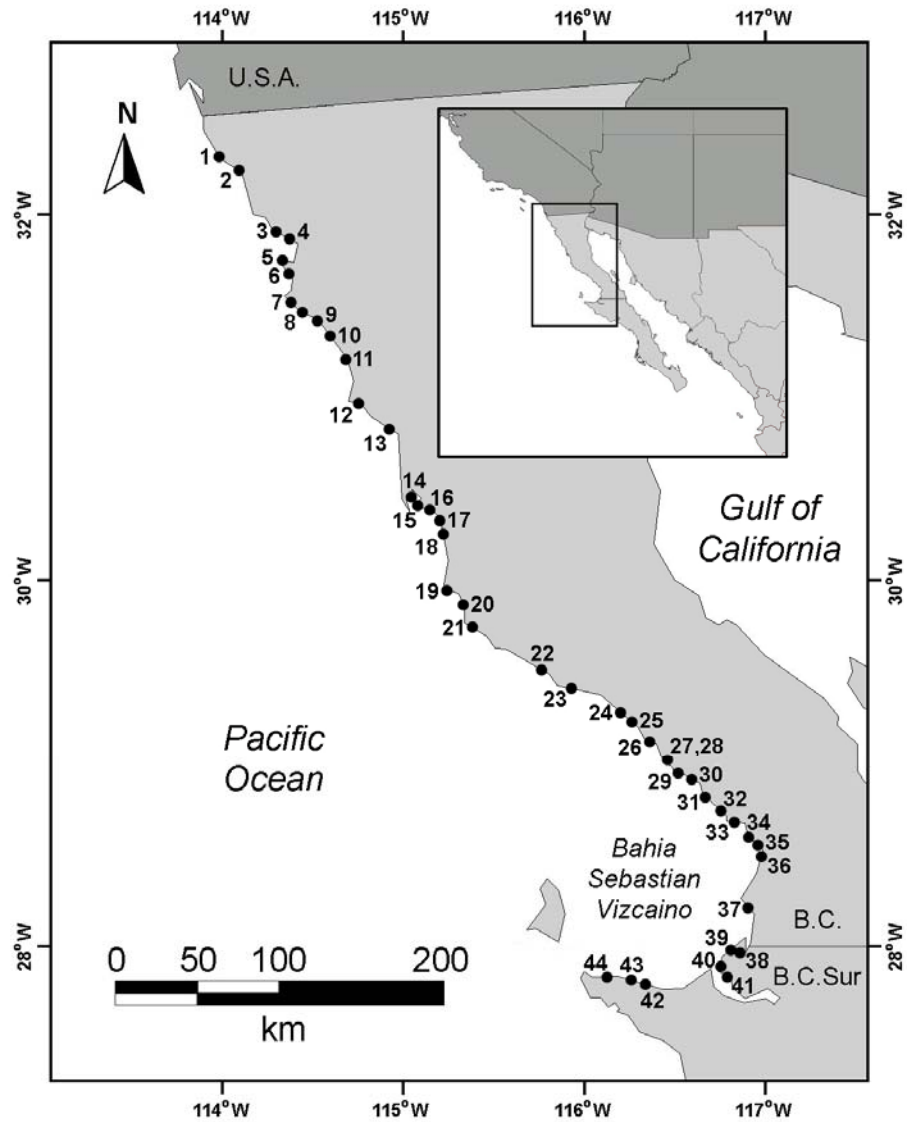 114°W 115°W 116°W 117°W
U.S.A.
N
32°W
32°W
1
2
3 4
5
6
7
8 9
10
11
12
13
14
15 16
17
18
19 20
21
22
23
24 25
26 27,28
29 30
31 32
33 34
35
36
37
38
39
40
41
42
43
44
Gulf of
California
30°W
30°W
Pacific
Ocean
Bahia
Sebastian
Vizcaino
B.C.
B.C.Sur
28°W
28°W
0 50 100 200
km
114°W 115°W 116°W 117°W